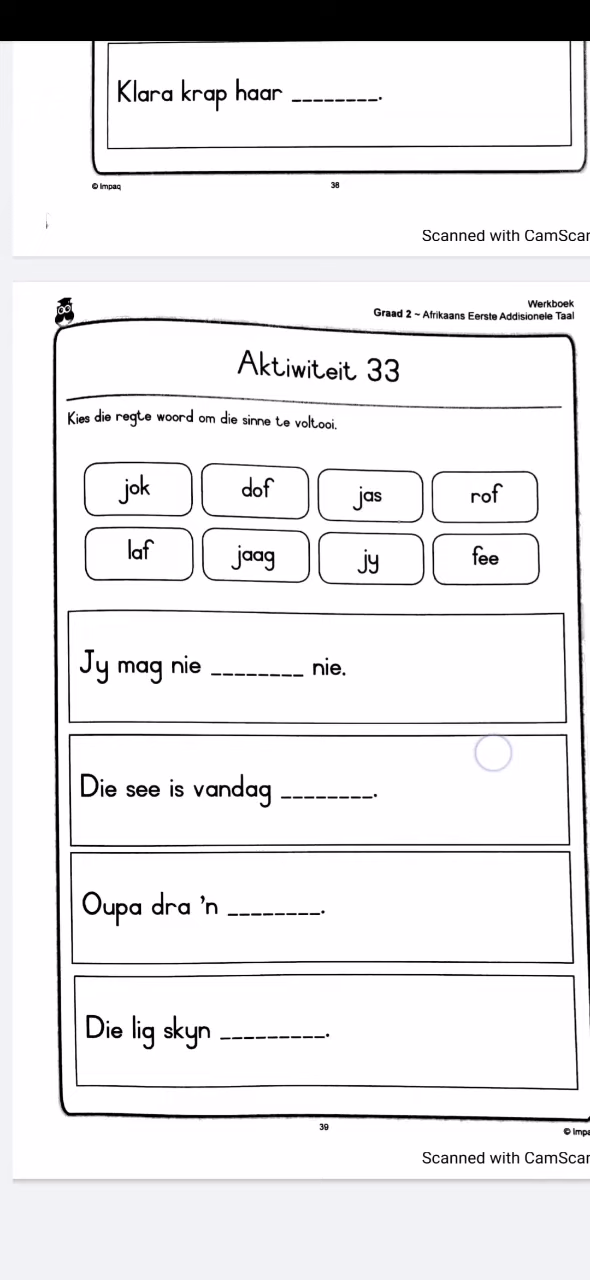 Klara krap haar ________.
© Impaq
38
Scanned with CamScan
Werkboek
Graad 2 ~ Afrikaans Eerste Addisionele Taal
Aktiwiteit 33
Kies die regte woord om die sinne te voltooi.
jok dof jas rof
laf jaag jy fee
Jy mag nie ________ nie.
Die see is vandag ________.
Oupa dra 'n ________.
Die lig skyn _________.
39
© Impa
Scanned with CamScan